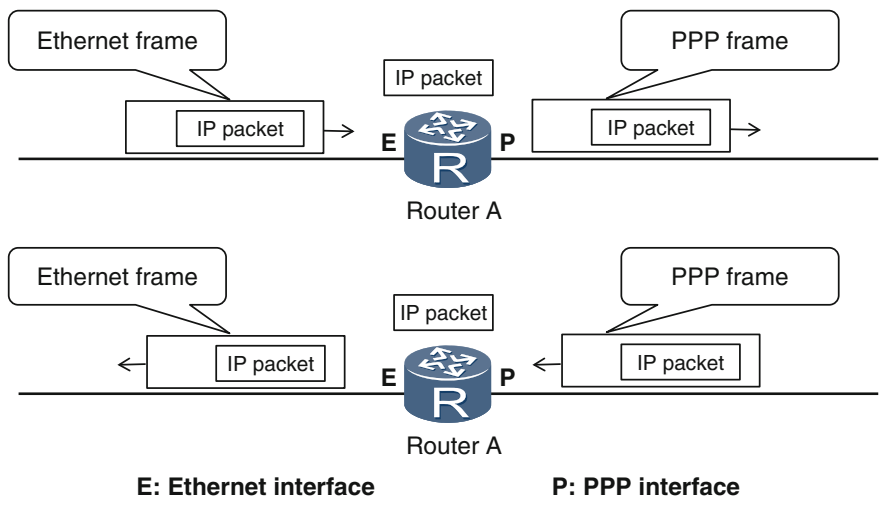 Ethernet frame
PPP frame
IP packet
IP packet
IP packet
E
P
R
Router A
Ethernet frame
PPP frame
IP packet
IP packet
IP packet
E
P
R
Router A
E: Ethernet interface
P: PPP interface